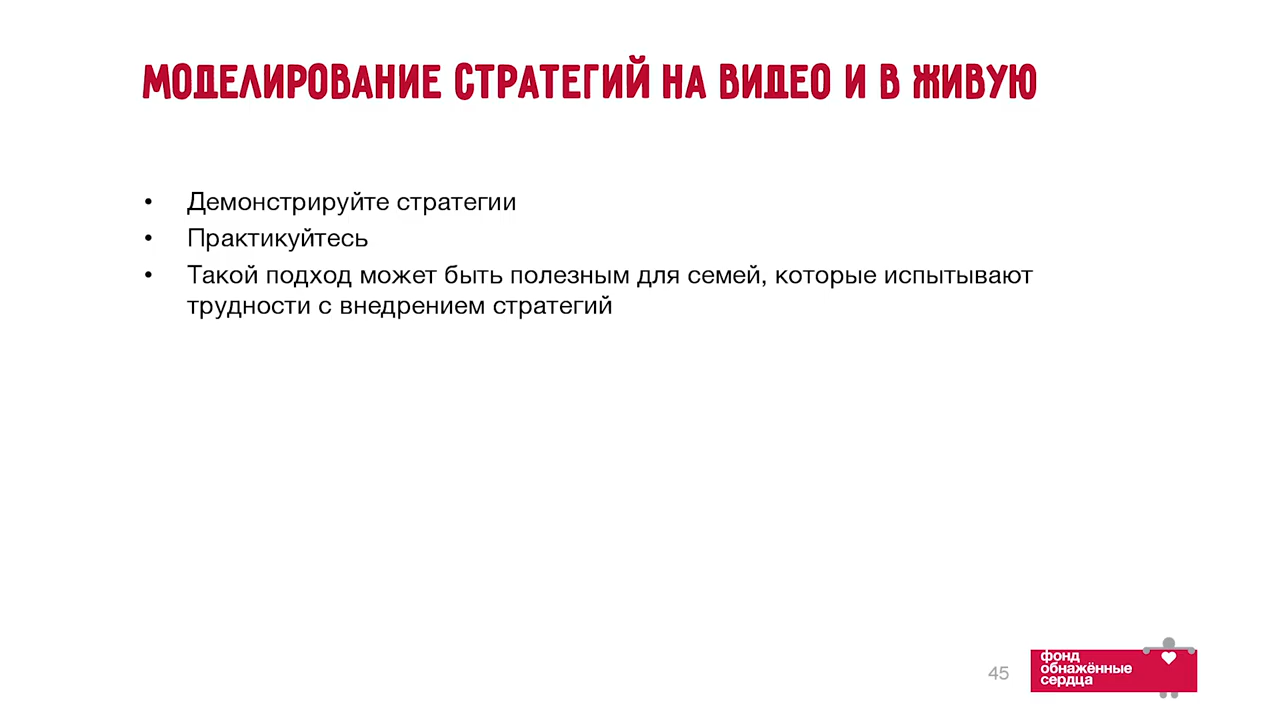 МОДЕЛИРОВАНИЕ СТРАТЕГИЙ НА ВИДЕО И В ЖИВУЮ
• Демонстрируйте стратегии
• Практикуйтесь
• Такой подход может быть полезным для семей, которые испытывают
трудности с внедрением стратегий
45
фонд
обнажённые
сердца